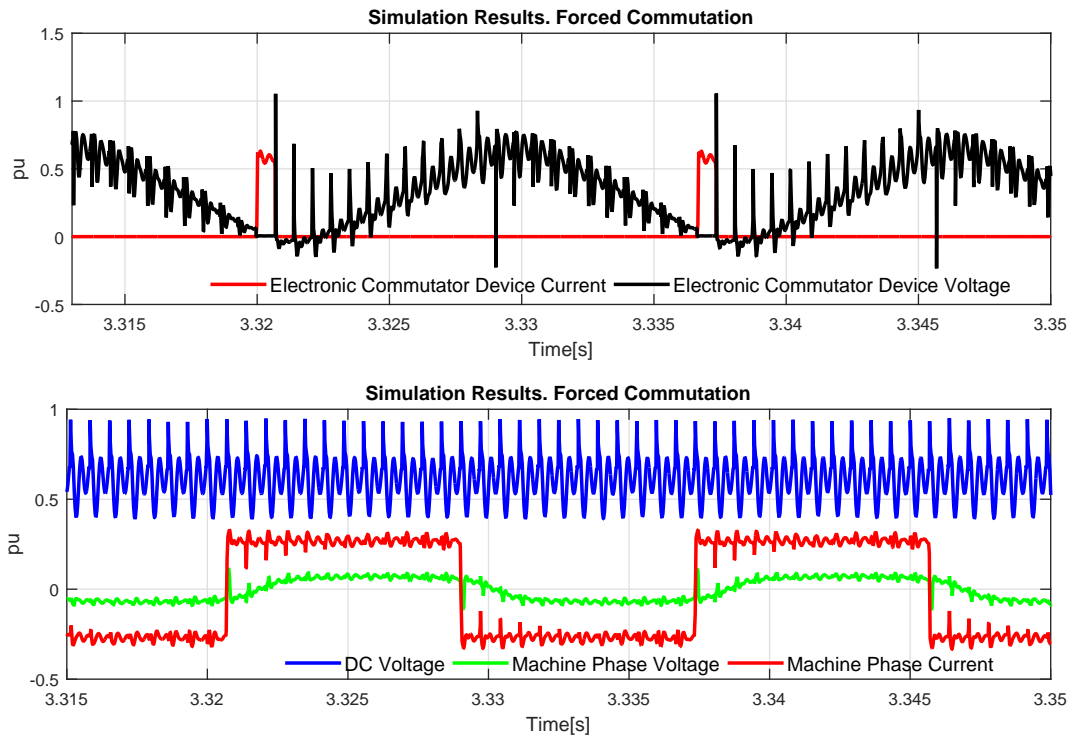 Simulation Results. Forced Commutation
1.5
1
0.5
0
-0.5
pu
Electronic Commutator Device Current
Electronic Commutator Device Voltage
3.315
3.32
3.325
3.33
3.335
3.34
3.345
3.35
Time[s]
Simulation Results. Forced Commutation
1
0.5
0
-0.5
pu
DC Voltage
Machine Phase Voltage
Machine Phase Current
3.315
3.32
3.325
3.33
3.335
3.34
3.345
3.35
Time[s]